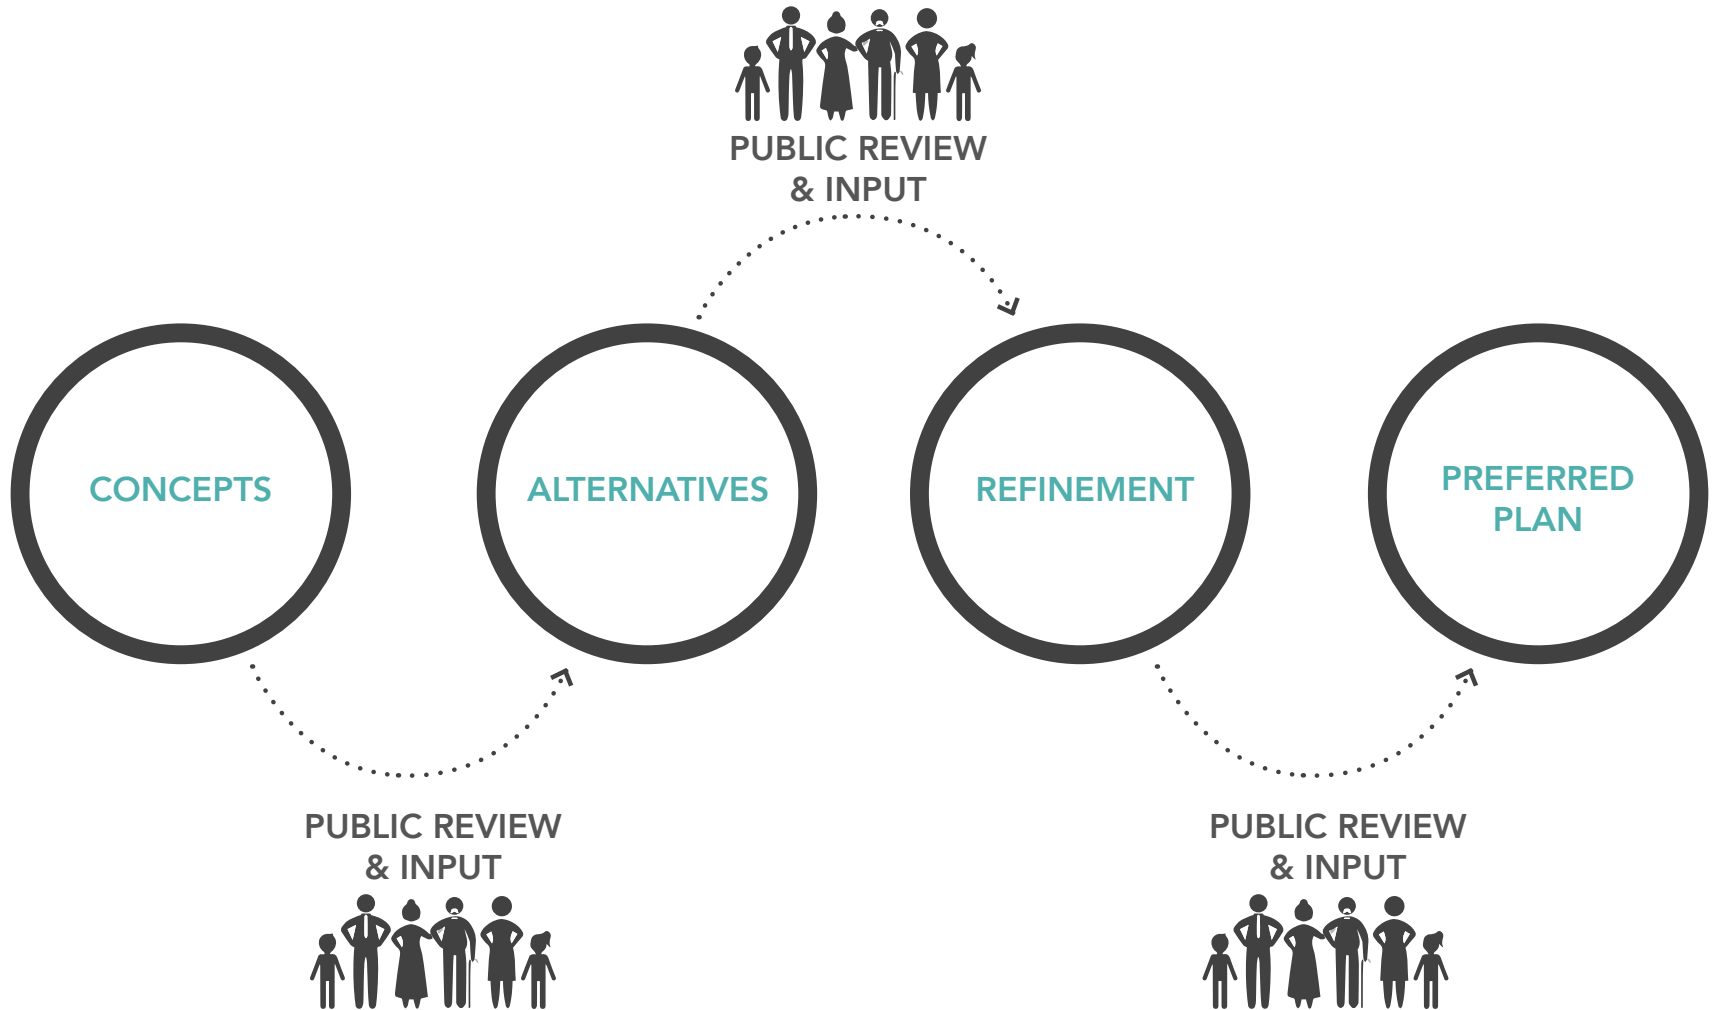 PUBLIC REVIEW
& INPUT
CONCEPTS
ALTERNATIVES
REFINEMENT
PREFERRED
PLAN
PUBLIC REVIEW
& INPUT
PUBLIC REVIEW
& INPUT